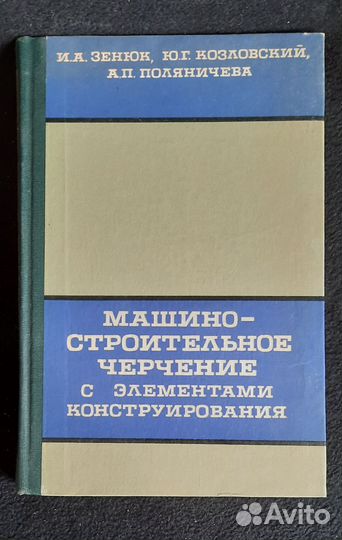 И.А. ЗЕНЮК, Ю.Г. КОЗЛОВСКИЙ,
А.П. ПОЛЯНИЧЕВА
МАШИНО-
СТРОИТЕЛЬНОЕ
ЧЕРЧЕНИЕ
С ЭЛЕМЕНТАМИ
КОНСТРУИРОВАНИЯ
Avito